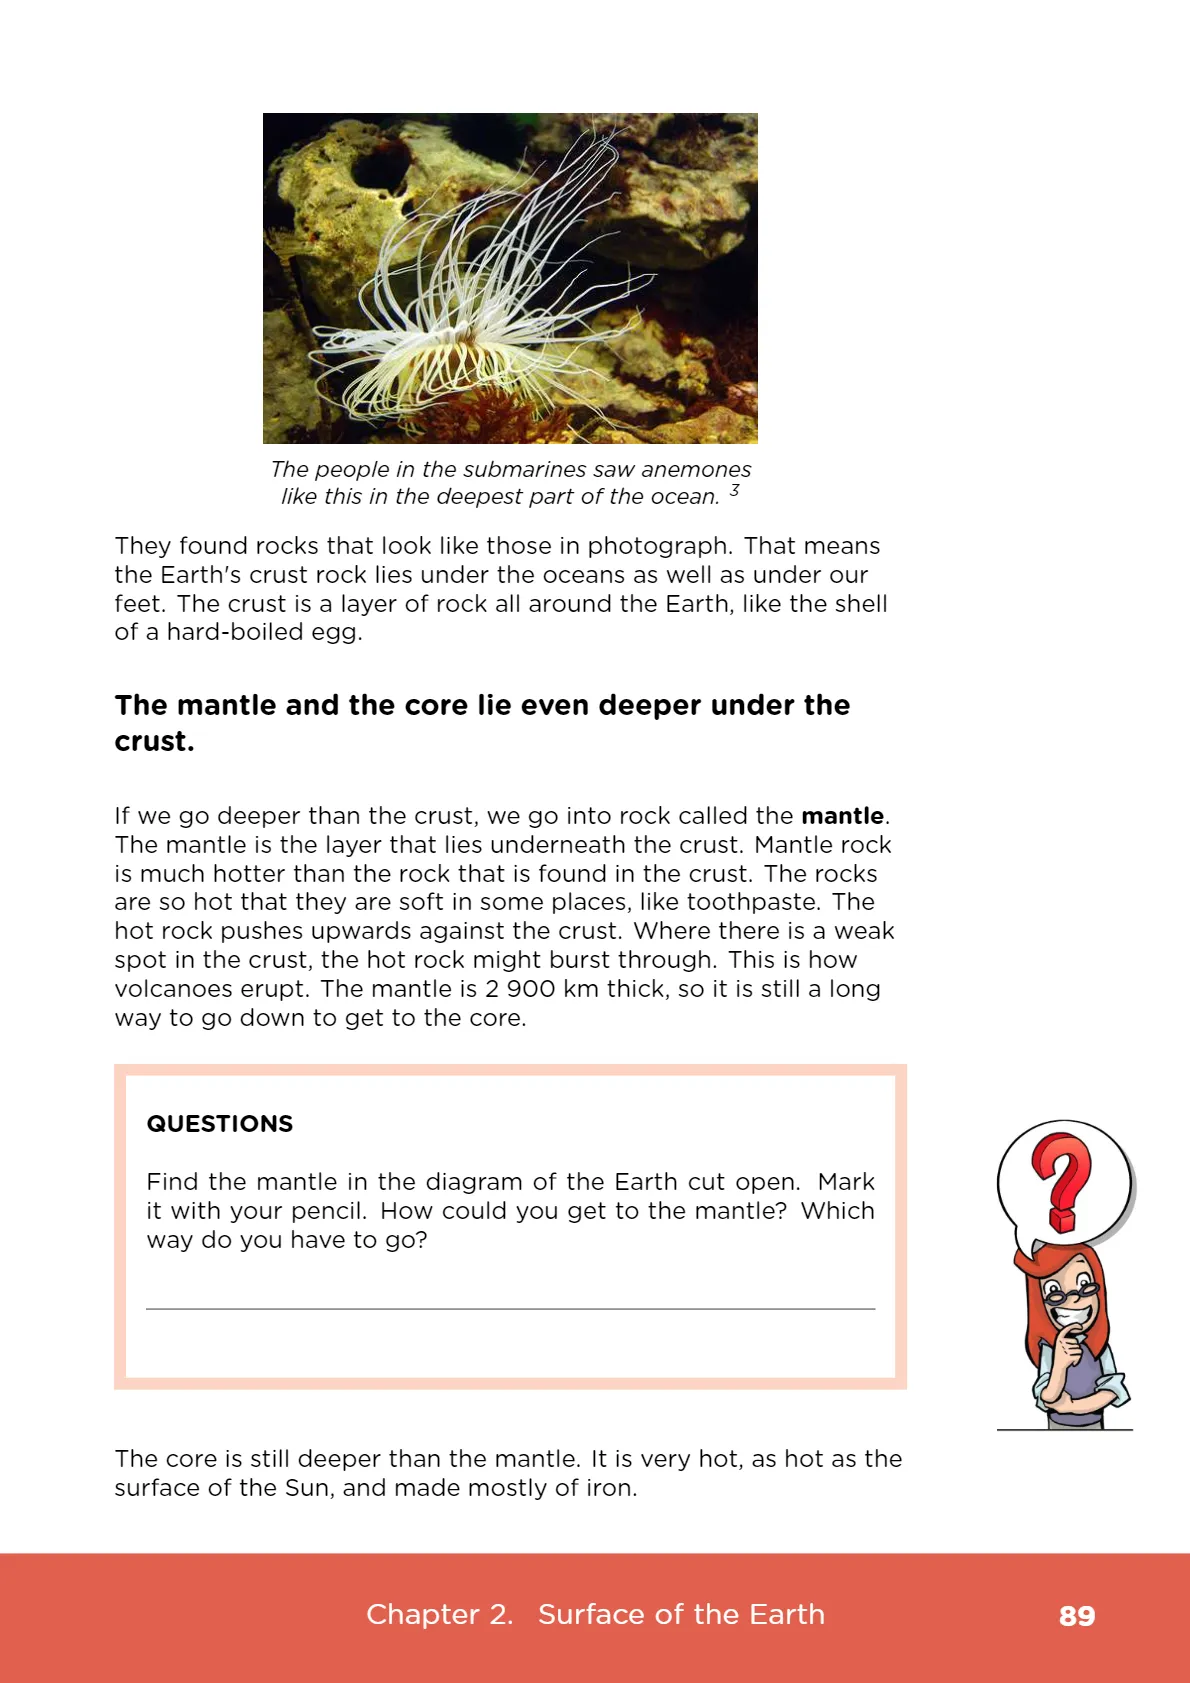 The people in the submarines saw anemones
like this in the deepest part of the ocean. 3
They found rocks that look like those in photograph. That means
the Earth's crust rock lies under the oceans as well as under our
feet. The crust is a layer of rock all around the Earth, like the shell
of a hard-boiled egg.
The mantle and the core lie even deeper under the
crust.
If we go deeper than the crust, we go into rock called the mantle.
The mantle is the layer that lies underneath the crust. Mantle rock
is much hotter than the rock that is found in the crust. The rocks
are so hot that they are soft in some places, like toothpaste. The
hot rock pushes upwards against the crust. Where there is a weak
spot in the crust, the hot rock might burst through. This is how
volcanoes erupt. The mantle is 2 900 km thick, so it is still a long
way to go down to get to the core.
QUESTIONS
Find the mantle in the diagram of the Earth cut open. Mark
it with your pencil. How could you get to the mantle? Which
way do you have to go?
?
The core is still deeper than the mantle. It is very hot, as hot as the
surface of the Sun, and made mostly of iron.
Chapter 2. Surface of the Earth 89